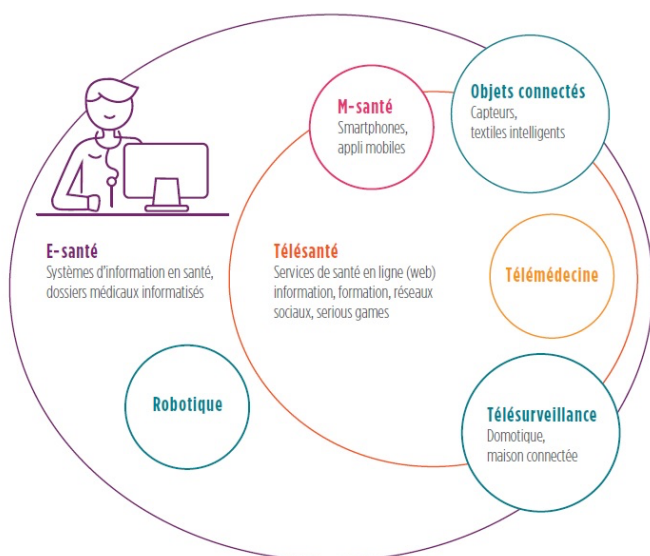 M-santé
Smartphones,
appli mobiles
Objets connectés
Capteurs,
textiles intelligents
E-santé
Systèmes d'information en santé,
dossiers médicaux informatisés
Télésanté
Services de santé en ligne (web)
information, formation, réseaux
sociaux, serious games
Télémédecine
Robotique
Télésurveillance
Domotique,
maison connectée